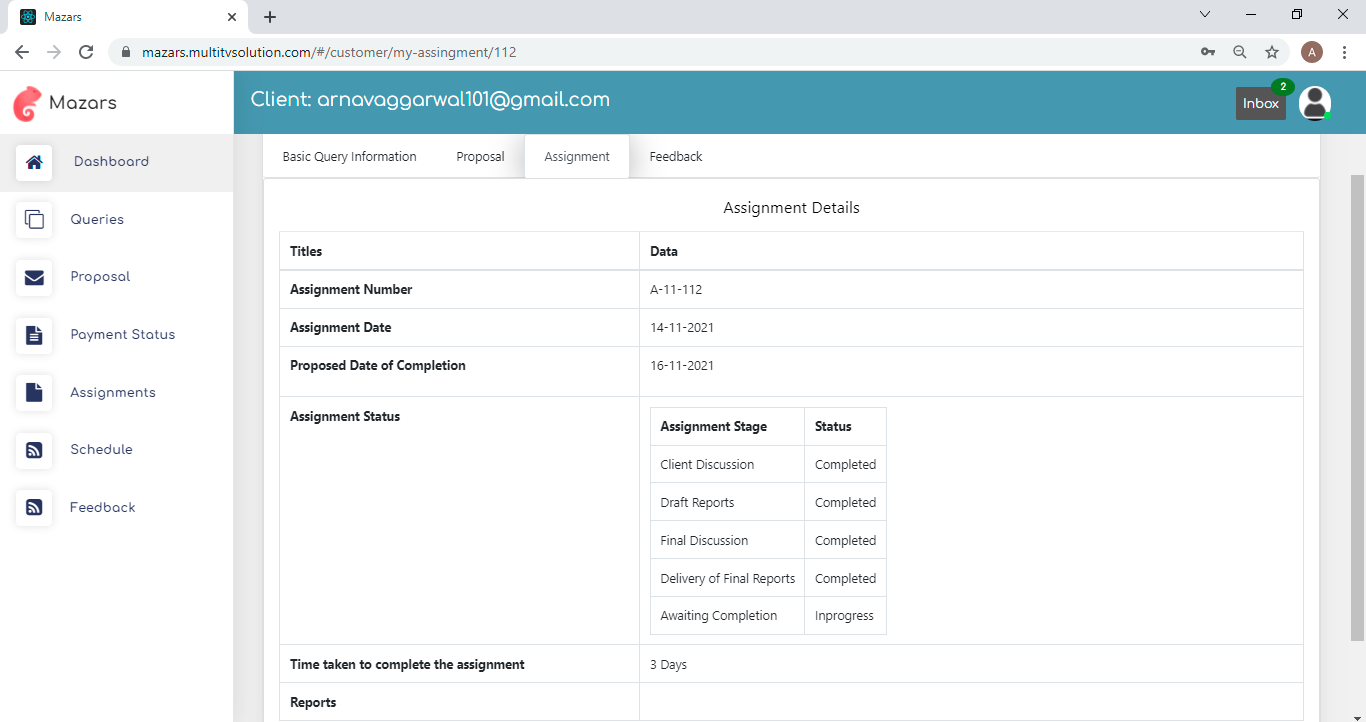 Mazars
mazars.multitvsolution.com/#/customer/my-assingment/112
A
Mazars
Client: arnavaggarwal101@gmail.com
Inbox
2
Dashboard
Queries
Proposal
Payment Status
Assignments
Schedule
Feedback
Basic Query Information Proposal Assignment Feedback
Assignment Details
Titles Data
Assignment Number A-11-112
Assignment Date 14-11-2021
Proposed Date of Completion 16-11-2021
Assignment Status
Assignment Stage Status
Client Discussion Completed
Draft Reports Completed
Final Discussion Completed
Delivery of Final Reports Completed
Awaiting Completion Inprogress
Time taken to complete the assignment 3 Days
Reports